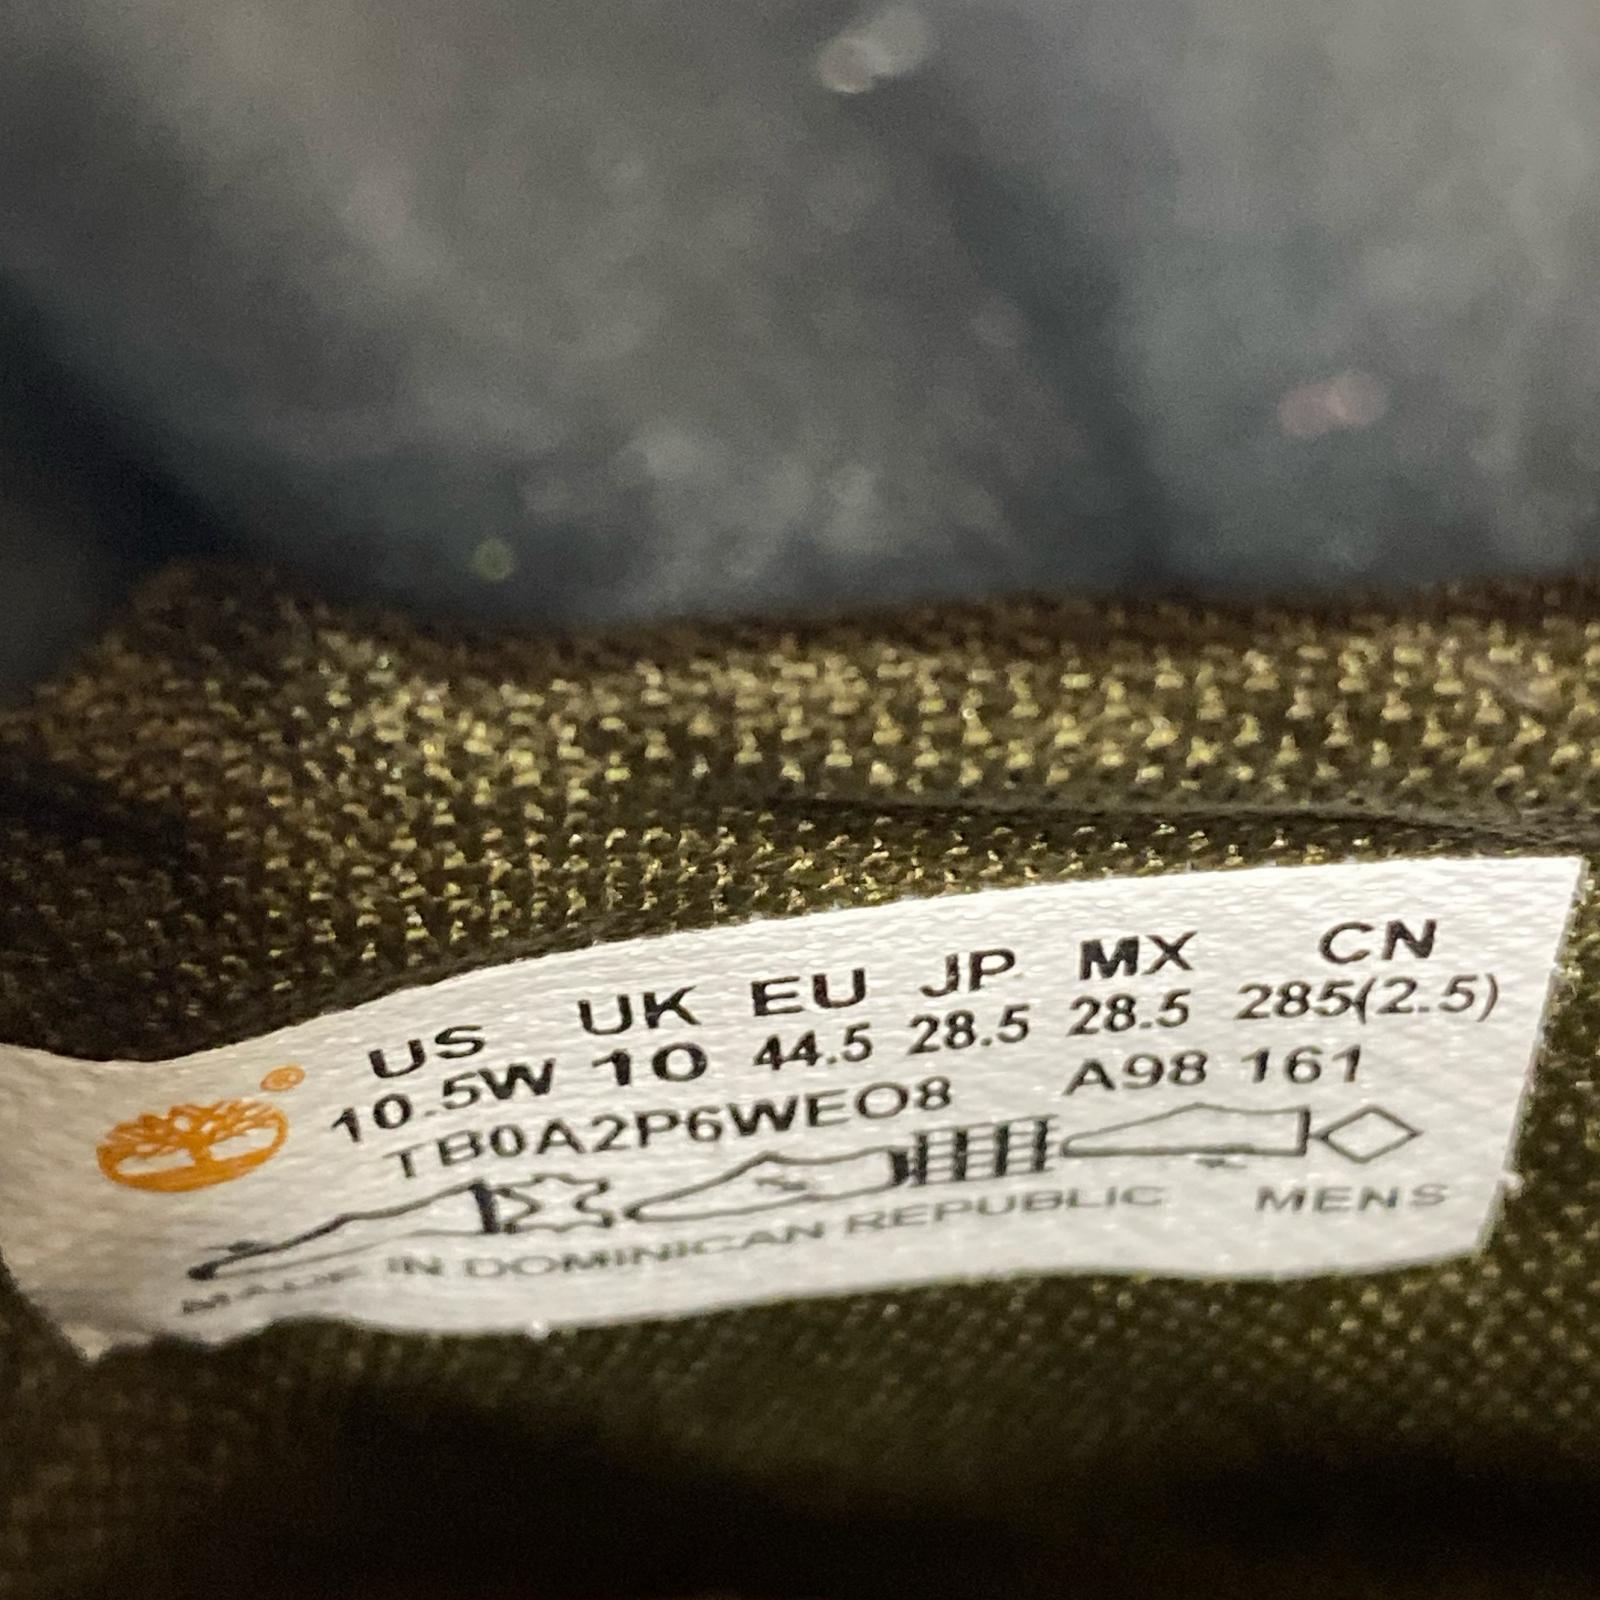 US UK EU JP MX CN
10.5W 10 44.5 28.5 28.5 285(2.5)
TB0A2P6WEO8 A98 161
MADE IN DOMINICAN REPUBLIC MENS
®